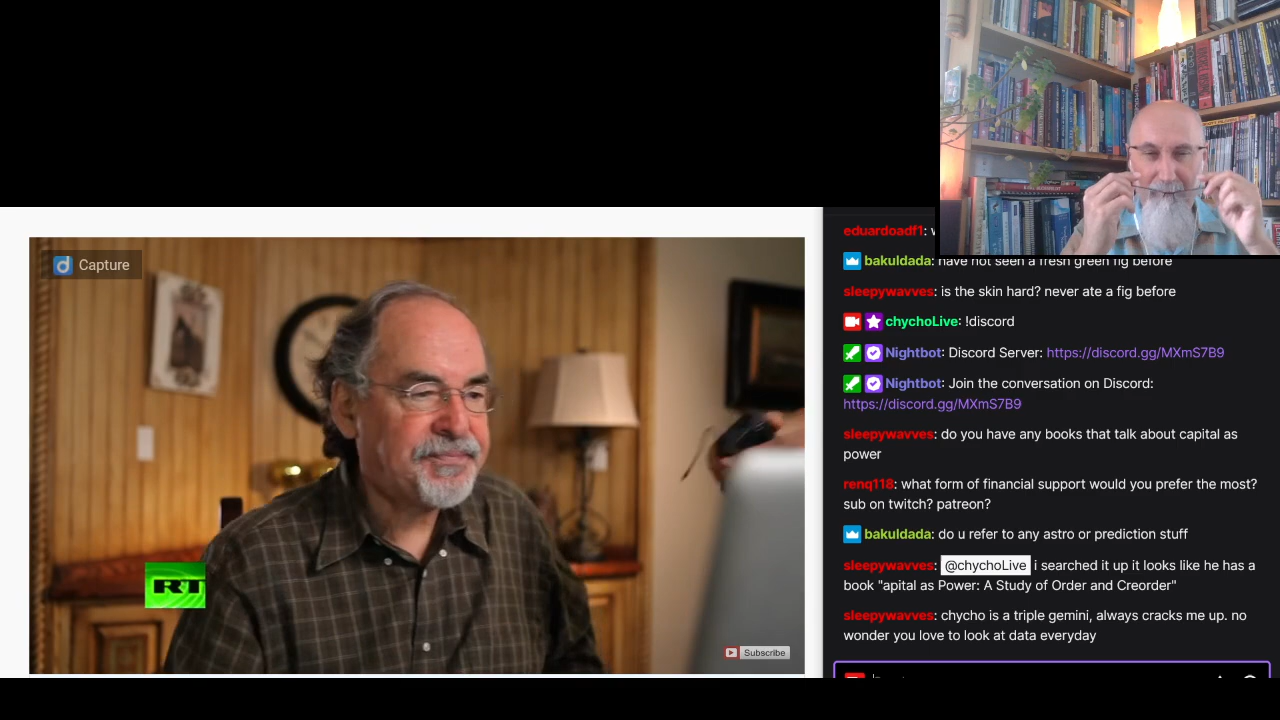 Capture
RT
Subscribe
eduardoadf1:
bakuldada: have not seen a fresh green fig before
sleepywavves: is the skin hard? never ate a fig before
chychoLive: !discord
Nightbot: Discord Server: https://discord.gg/MXmS7B9
Nightbot: Join the conversation on Discord:
https://discord.gg/MXmS7B9
sleepywavves: do you have any books that talk about capital as
power
renq118: what form of financial support would you prefer the most?
sub on twitch? patreon?
bakuldada: do u refer to any astro or prediction stuff
sleepywavves: @chychoLive i searched it up it looks like he has a
book "apital as Power: A Study of Order and Creorder"
sleepywavves: chycho is a triple gemini, always cracks me up. no
wonder you love to look at data everyday